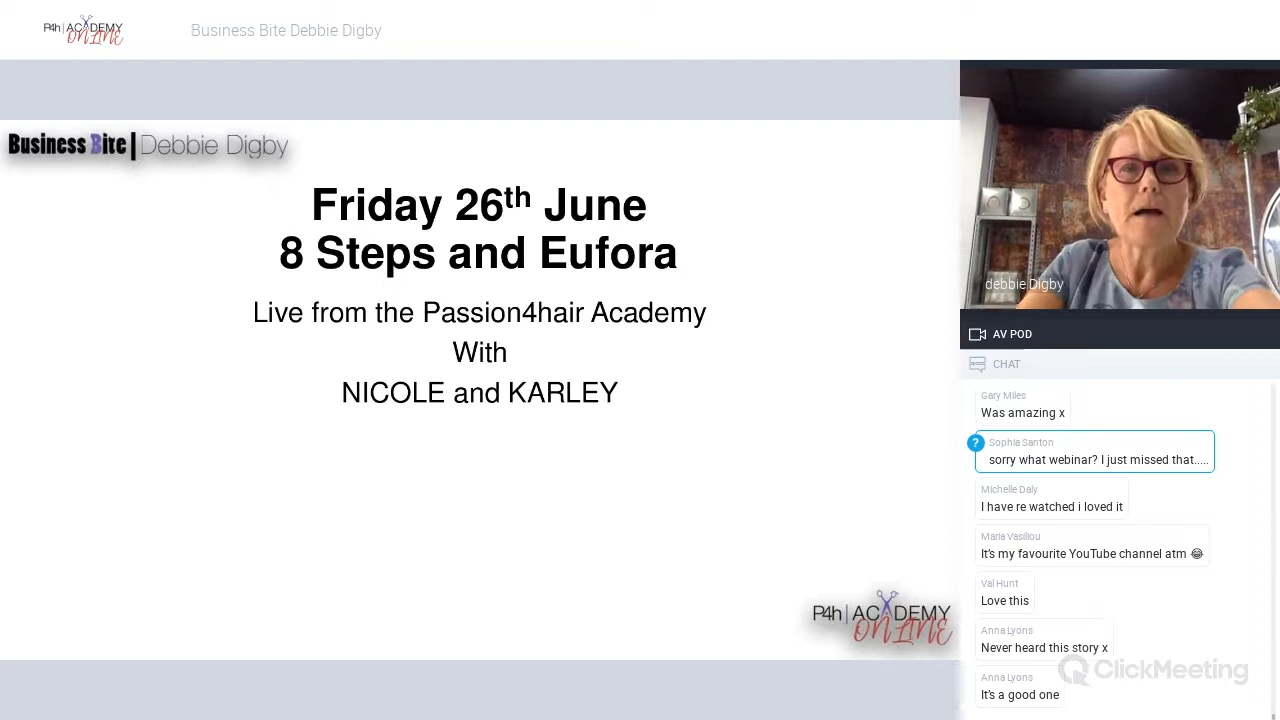 P4h | ACADEMY
ONLINE
Business Bite Debbie Digby
Business Bite | Debbie Digby
Friday 26th June
8 Steps and Eufora
Live from the Passion4hair Academy
With
NICOLE and KARLEY
P4h | ACADEMY
ONLINE
debbie Digby
AV POD
CHAT
Gary Miles
Was amazing x
?
Sophia Santon
sorry what webinar? I just missed that.....
Michelle Daly
I have re watched i loved it
Maria Vasiliou
It's my favourite YouTube channel atm 😂
Val Hunt
Love this
Anna Lyons
Never heard this story x
ClickMeeting
Anna Lyons
It's a good one